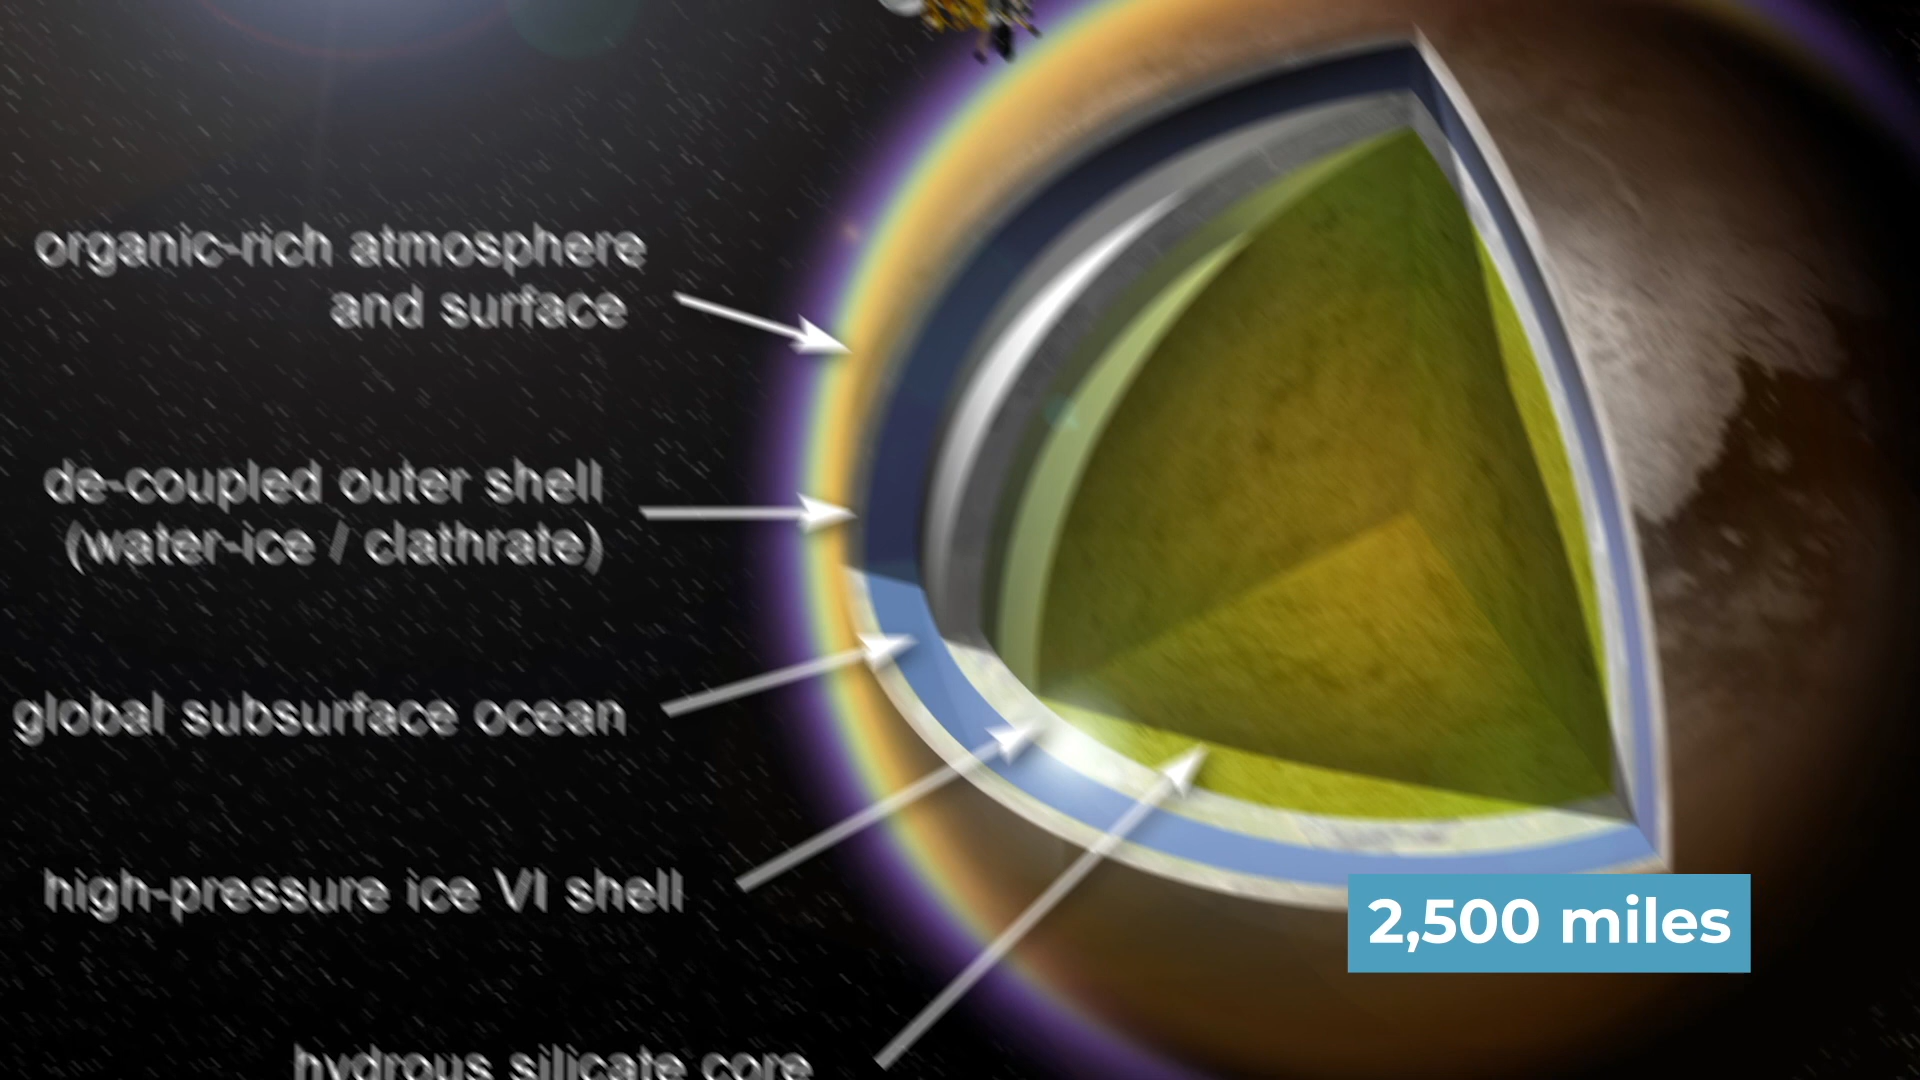 organic-rich atmosphere
and surface
de-coupled outer shell
(water-ice / clathrate)
global subsurface ocean
high-pressure ice VI shell
2,500 miles
hydrous silicate core